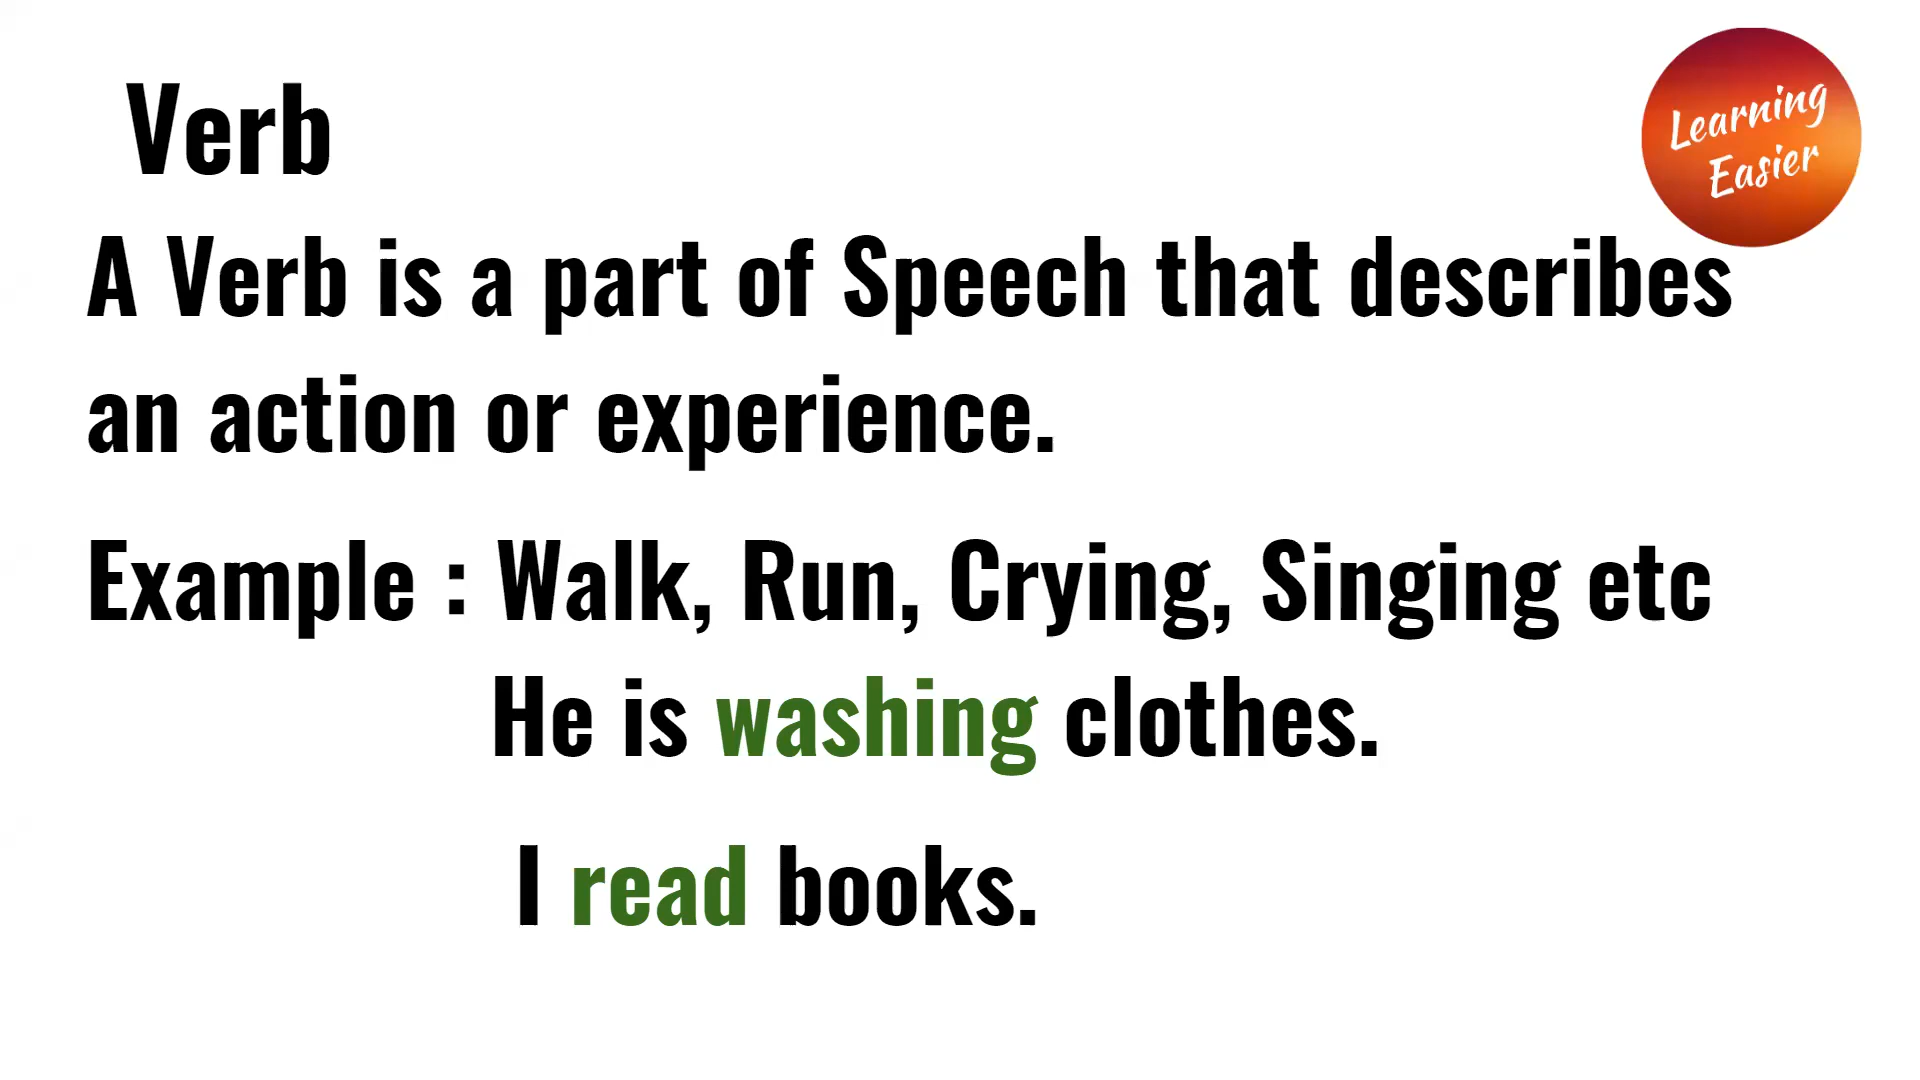 Verb
Learning
Easier
A Verb is a part of Speech that describes
an action or experience.
Example : Walk, Run, Crying, Singing etc
He is washing clothes.
I read books.